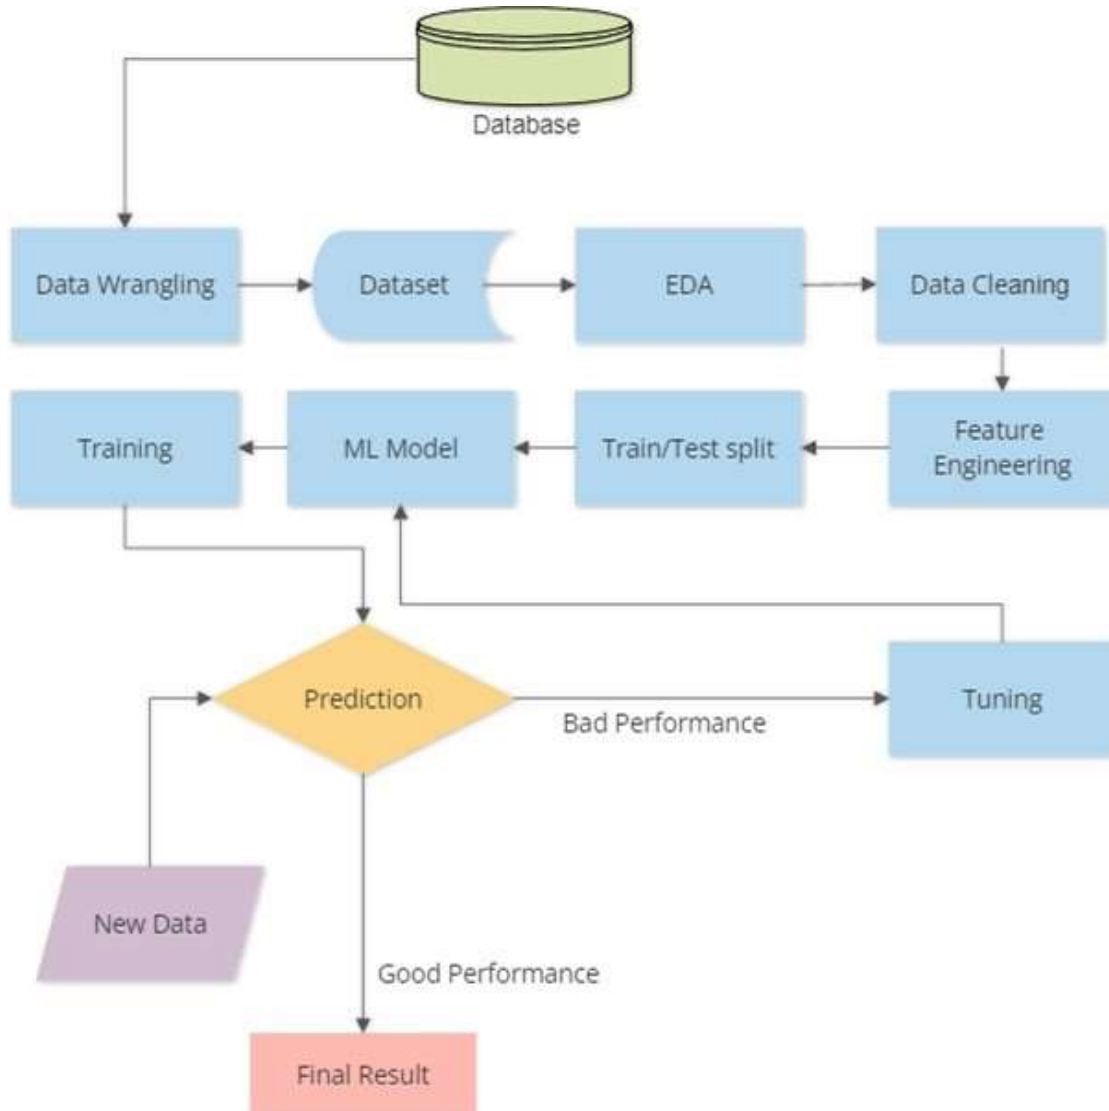 Database
Data Wrangling
Dataset
EDA
Data Cleaning
Training
ML Model
Train/Test split
Feature
Engineering
Prediction
Bad Performance
Tuning
New Data
Good Performance
Final Result